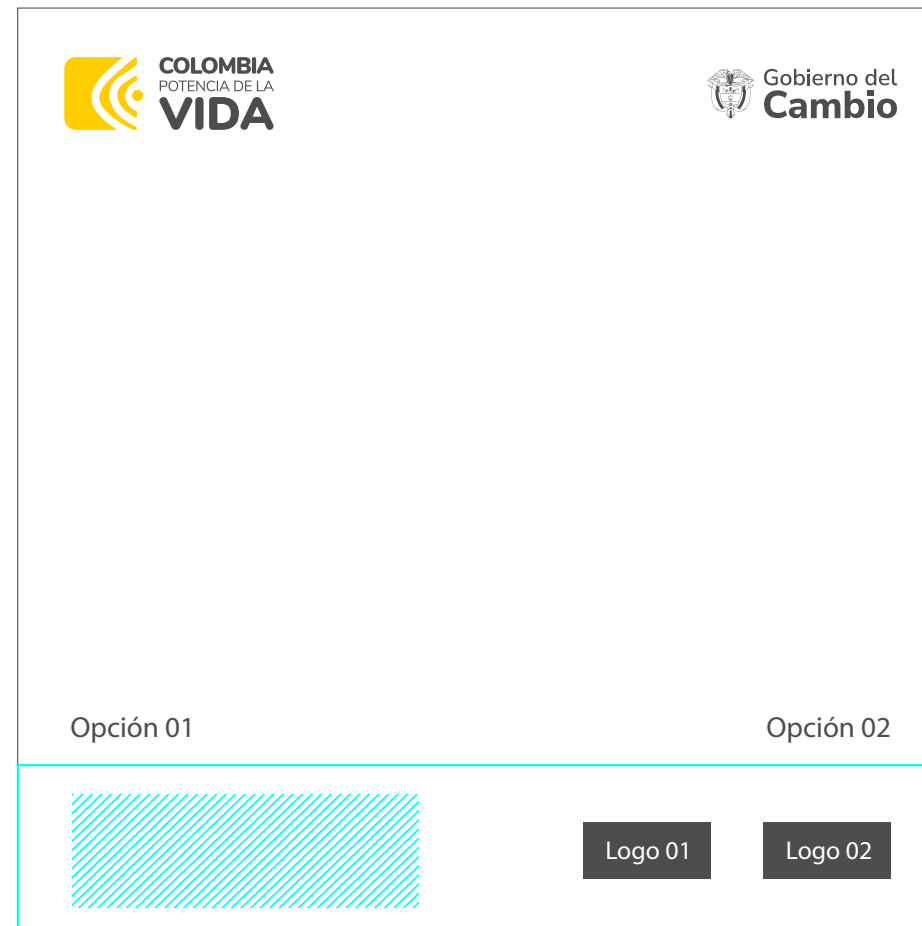 COLOMBIA
POTENCIA DE LA
VIDA
Gobierno del
Cambio
Opción 01
Opción 02
Logo 01
Logo 02